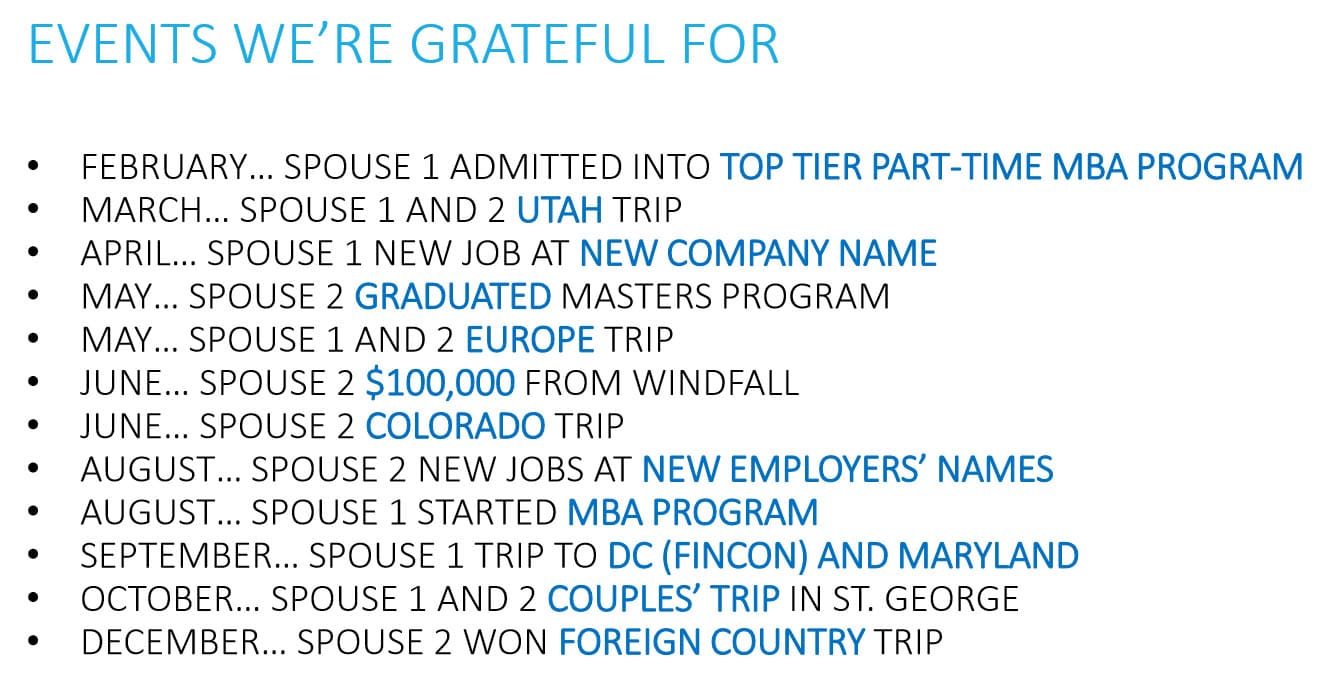 EVENTS WE’RE GRATEFUL FOR
• FEBRUARY... SPOUSE 1 ADMITTED INTO TOP TIER PART-TIME MBA PROGRAM
• MARCH... SPOUSE 1 AND 2 UTAH TRIP
• APRIL... SPOUSE 1 NEW JOB AT NEW COMPANY NAME
• MAY... SPOUSE 2 GRADUATED MASTERS PROGRAM
• MAY... SPOUSE 1 AND 2 EUROPE TRIP
• JUNE... SPOUSE 2 $100,000 FROM WINDFALL
• JUNE... SPOUSE 2 COLORADO TRIP
• AUGUST... SPOUSE 2 NEW JOBS AT NEW EMPLOYERS’ NAMES
• AUGUST... SPOUSE 1 STARTED MBA PROGRAM
• SEPTEMBER... SPOUSE 1 TRIP TO DC (FINCON) AND MARYLAND
• OCTOBER... SPOUSE 1 AND 2 COUPLES’ TRIP IN ST. GEORGE
• DECEMBER... SPOUSE 2 WON FOREIGN COUNTRY TRIP